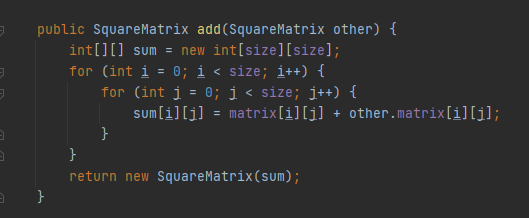 public SquareMatrix add(SquareMatrix other) {
int[][] sum = new int[size][size];
for (int i = 0; i < size; i++) {
for (int j = 0; j < size; j++) {
sum[i][j] = matrix[i][j] + other.matrix[i][j];
}
}
return new SquareMatrix(sum);
}